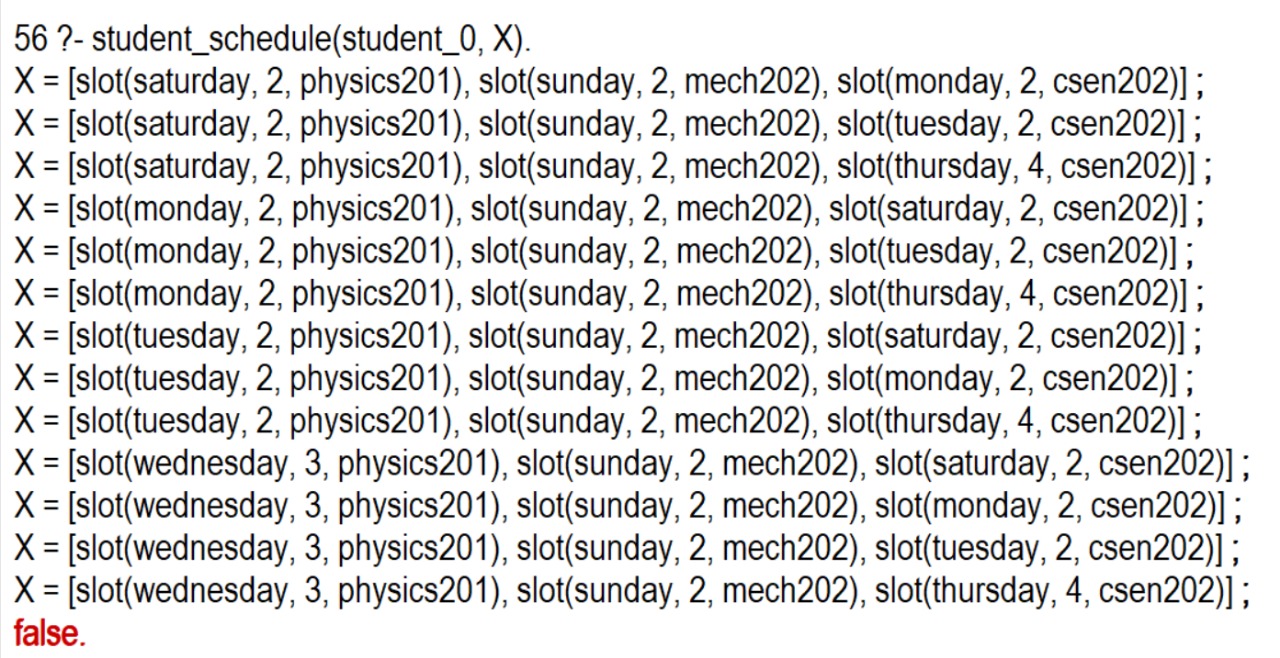 56 ?- student_schedule(student_0, X).
X = [slot(saturday, 2, physics201), slot(sunday, 2, mech202), slot(monday, 2, csen202)] ;
X = [slot(saturday, 2, physics201), slot(sunday, 2, mech202), slot(tuesday, 2, csen202)] ;
X = [slot(saturday, 2, physics201), slot(sunday, 2, mech202), slot(thursday, 4, csen202)] ;
X = [slot(monday, 2, physics201), slot(sunday, 2, mech202), slot(saturday, 2, csen202)] ;
X = [slot(monday, 2, physics201), slot(sunday, 2, mech202), slot(tuesday, 2, csen202)] ;
X = [slot(monday, 2, physics201), slot(sunday, 2, mech202), slot(thursday, 4, csen202)] ;
X = [slot(tuesday, 2, physics201), slot(sunday, 2, mech202), slot(saturday, 2, csen202)] ;
X = [slot(tuesday, 2, physics201), slot(sunday, 2, mech202), slot(monday, 2, csen202)] ;
X = [slot(tuesday, 2, physics201), slot(sunday, 2, mech202), slot(thursday, 4, csen202)] ;
X = [slot(wednesday, 3, physics201), slot(sunday, 2, mech202), slot(saturday, 2, csen202)] ;
X = [slot(wednesday, 3, physics201), slot(sunday, 2, mech202), slot(monday, 2, csen202)] ;
X = [slot(wednesday, 3, physics201), slot(sunday, 2, mech202), slot(tuesday, 2, csen202)] ;
X = [slot(wednesday, 3, physics201), slot(sunday, 2, mech202), slot(thursday, 4, csen202)] ;
false.